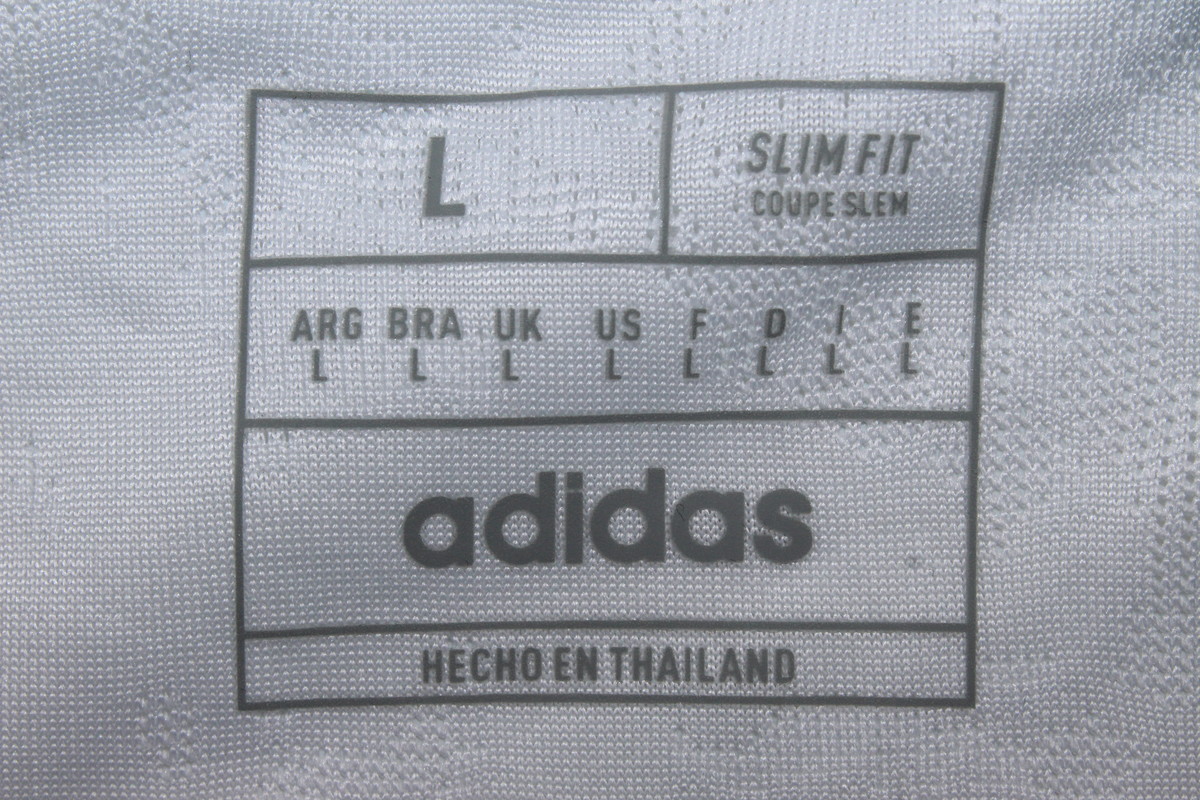 L
SLIM FIT
COUPE SLEM
ARG BRA UK US F D I E
L L L L L L L L
adidas
HECHO EN THAILAND